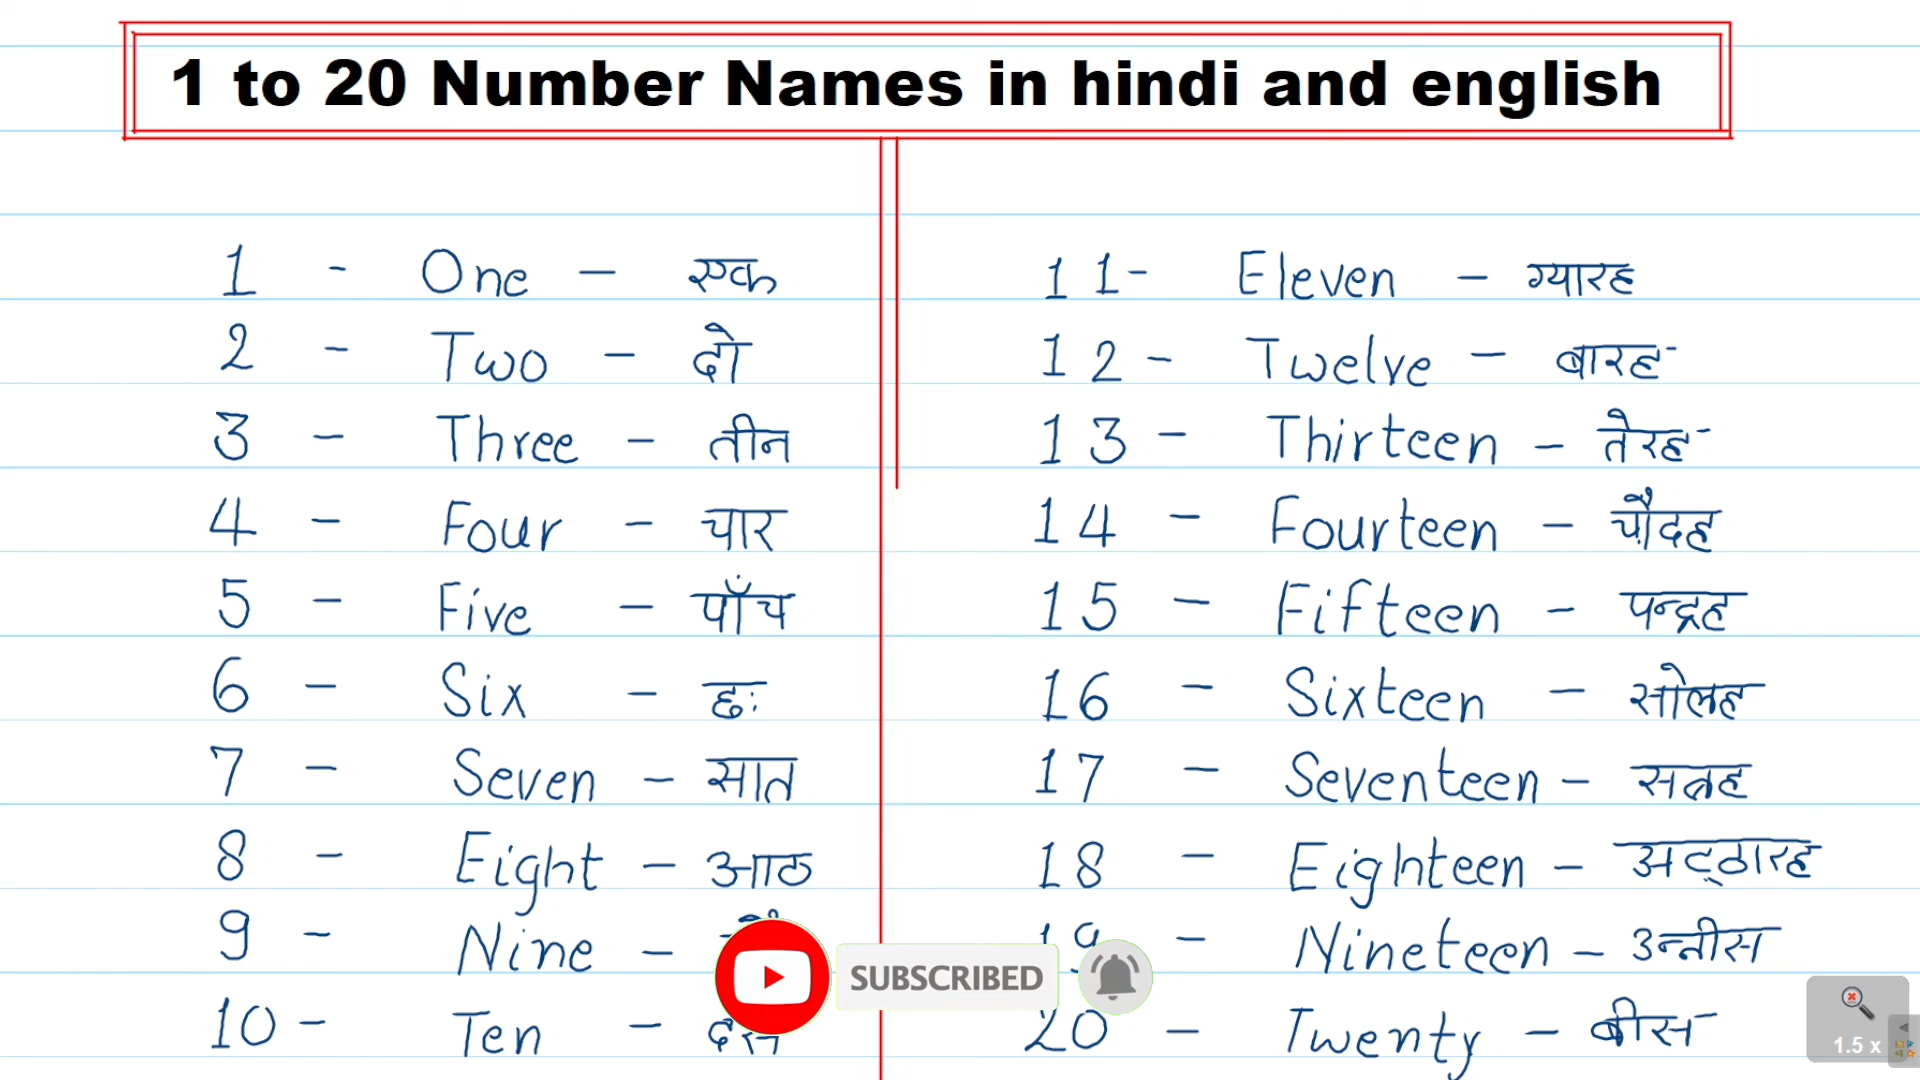 1 to 20 Number Names in hindi and english
1 - One - एक
2 - Two - दो
3 - Three - तीन
4 - Four - चार
5 - Five - पाँच
6 - Six - छः
7 - Seven - सात
8 - Eight - आठ
9 - Nine -
10 - Ten - दस
11 - Eleven - ग्यारह
12 - Twelve - बारह
13 - Thirteen - तेरह
14 - Fourteen - चौदह
15 - Fifteen - पन्द्रह
16 - Sixteen - सोलह
17 - Seventeen - सत्रह
18 - Eighteen - अट्ठारह
19 - Nineteen - उन्नीस
20 - Twenty - बीस
SUBSCRIBED
1.5 x